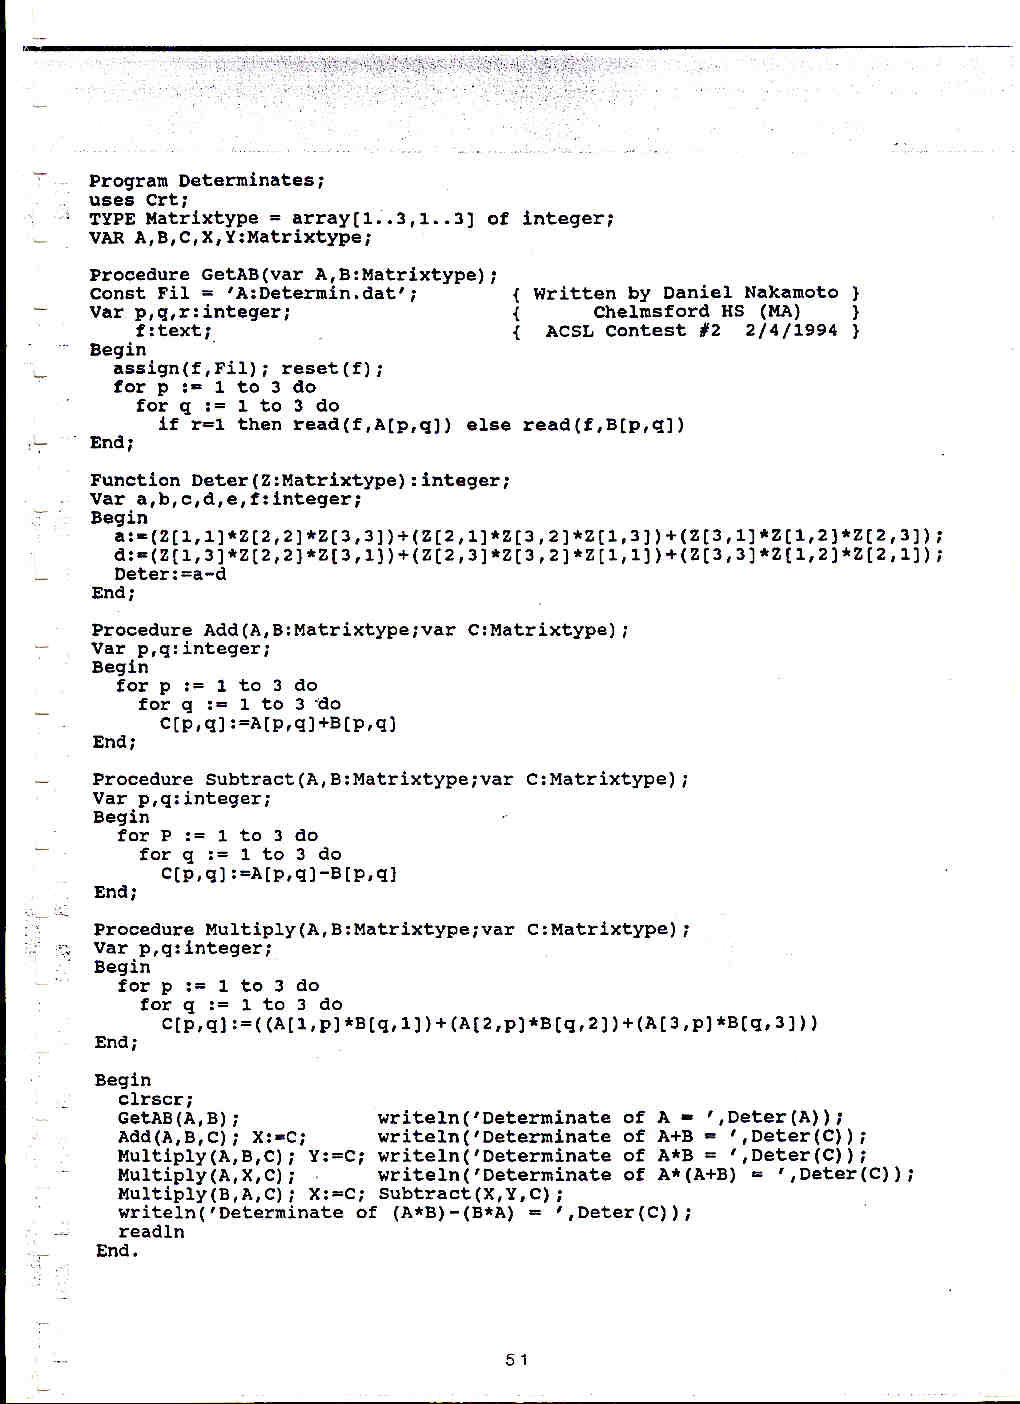 Program Determinates;
uses Crt;
TYPE Matrixtype = array[1..3,1..3] of integer;
VAR A,B,C,X,Y:Matrixtype;

Procedure GetAB(var A,B:Matrixtype);
Const Fil = 'A:Determin.dat';          { Written by Daniel Nakamoto }
Var p,q,r:integer;                     {      Chelmsford HS (MA)    }
    f:text;                            {  ACSL Contest #2  2/4/1994 }
Begin
  assign(f,Fil); reset(f);
  for p := 1 to 3 do
    for q := 1 to 3 do
      if r=1 then read(f,A[p,q]) else read(f,B[p,q])
End;

Function Deter(Z:Matrixtype):integer;
Var a,b,c,d,e,f:integer;
Begin
  a:=(Z[1,1]*Z[2,2]*Z[3,3])+(Z[2,1]*Z[3,2]*Z[1,3])+(Z[3,1]*Z[1,2]*Z[2,3]);
  d:=(Z[1,3]*Z[2,2]*Z[3,1])+(Z[2,3]*Z[3,2]*Z[1,1])+(Z[3,3]*Z[1,2]*Z[2,1]);
  Deter:=a-d
End;

Procedure Add(A,B:Matrixtype;var C:Matrixtype);
Var p,q:integer;
Begin
  for p := 1 to 3 do
    for q := 1 to 3 do
      C[p,q]:=A[p,q]+B[p,q]
End;

Procedure Subtract(A,B:Matrixtype;var C:Matrixtype);
Var p,q:integer;
Begin
  for P := 1 to 3 do
    for q := 1 to 3 do
      C[p,q]:=A[p,q]-B[p,q]
End;

Procedure Multiply(A,B:Matrixtype;var C:Matrixtype);
Var p,q:integer;
Begin
  for p := 1 to 3 do
    for q := 1 to 3 do
      C[p,q]:=((A[1,p]*B[q,1])+(A[2,p]*B[q,2])+(A[3,p]*B[q,3]))
End;

Begin
  clrscr;
  GetAB(A,B);            writeln('Determinate of A = ',Deter(A));
  Add(A,B,C); X:=C;      writeln('Determinate of A+B = ',Deter(C));
  Multiply(A,B,C); Y:=C; writeln('Determinate of A*B = ',Deter(C));
  Multiply(A,X,C);       writeln('Determinate of A*(A+B) = ',Deter(C));
  Multiply(B,A,C); X:=C; Subtract(X,Y,C);
  writeln('Determinate of (A*B)-(B*A) = ',Deter(C));
  readln
End.

51